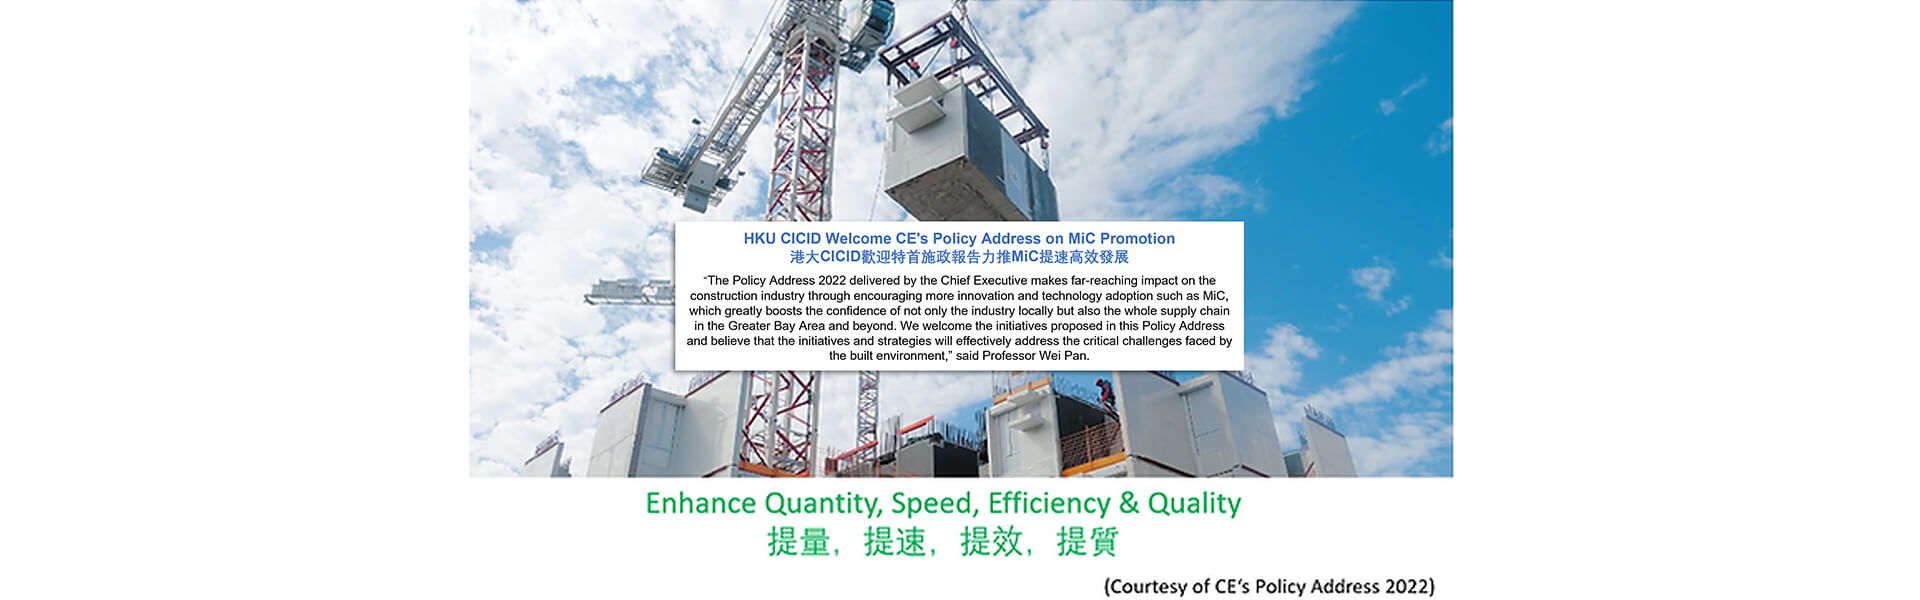 HKU CICID Welcome CE's Policy Address on MiC Promotion
港大CICID歡迎特首施政報告力推MiC提速高效發展
“The Policy Address 2022 delivered by the Chief Executive makes far-reaching impact on the
construction industry through encouraging more innovation and technology adoption such as MiC,
which greatly boosts the confidence of not only the industry locally but also the whole supply chain
in the Greater Bay Area and beyond. We welcome the initiatives proposed in this Policy Address
and believe that the initiatives and strategies will effectively address the critical challenges faced by
the built environment,” said Professor Wei Pan.
Enhance Quantity, Speed, Efficiency & Quality
提量，提速，提效，提質
(Courtesy of CE‘s Policy Address 2022)